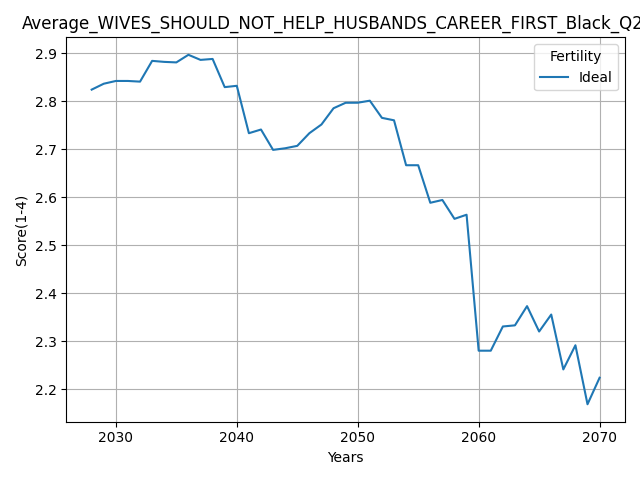 Average_WIVES_SHOULD_NOT_HELP_HUSBANDS_CAREER_FIRST_Black_Q2
Fertility
Ideal
Score(1-4)
2.9
2.8
2.7
2.6
2.5
2.4
2.3
2.2
2030 2040 2050 2060 2070
Years